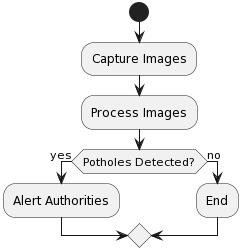 Capture Images
Process Images
yes
Potholes Detected?
no
Alert Authorities
End